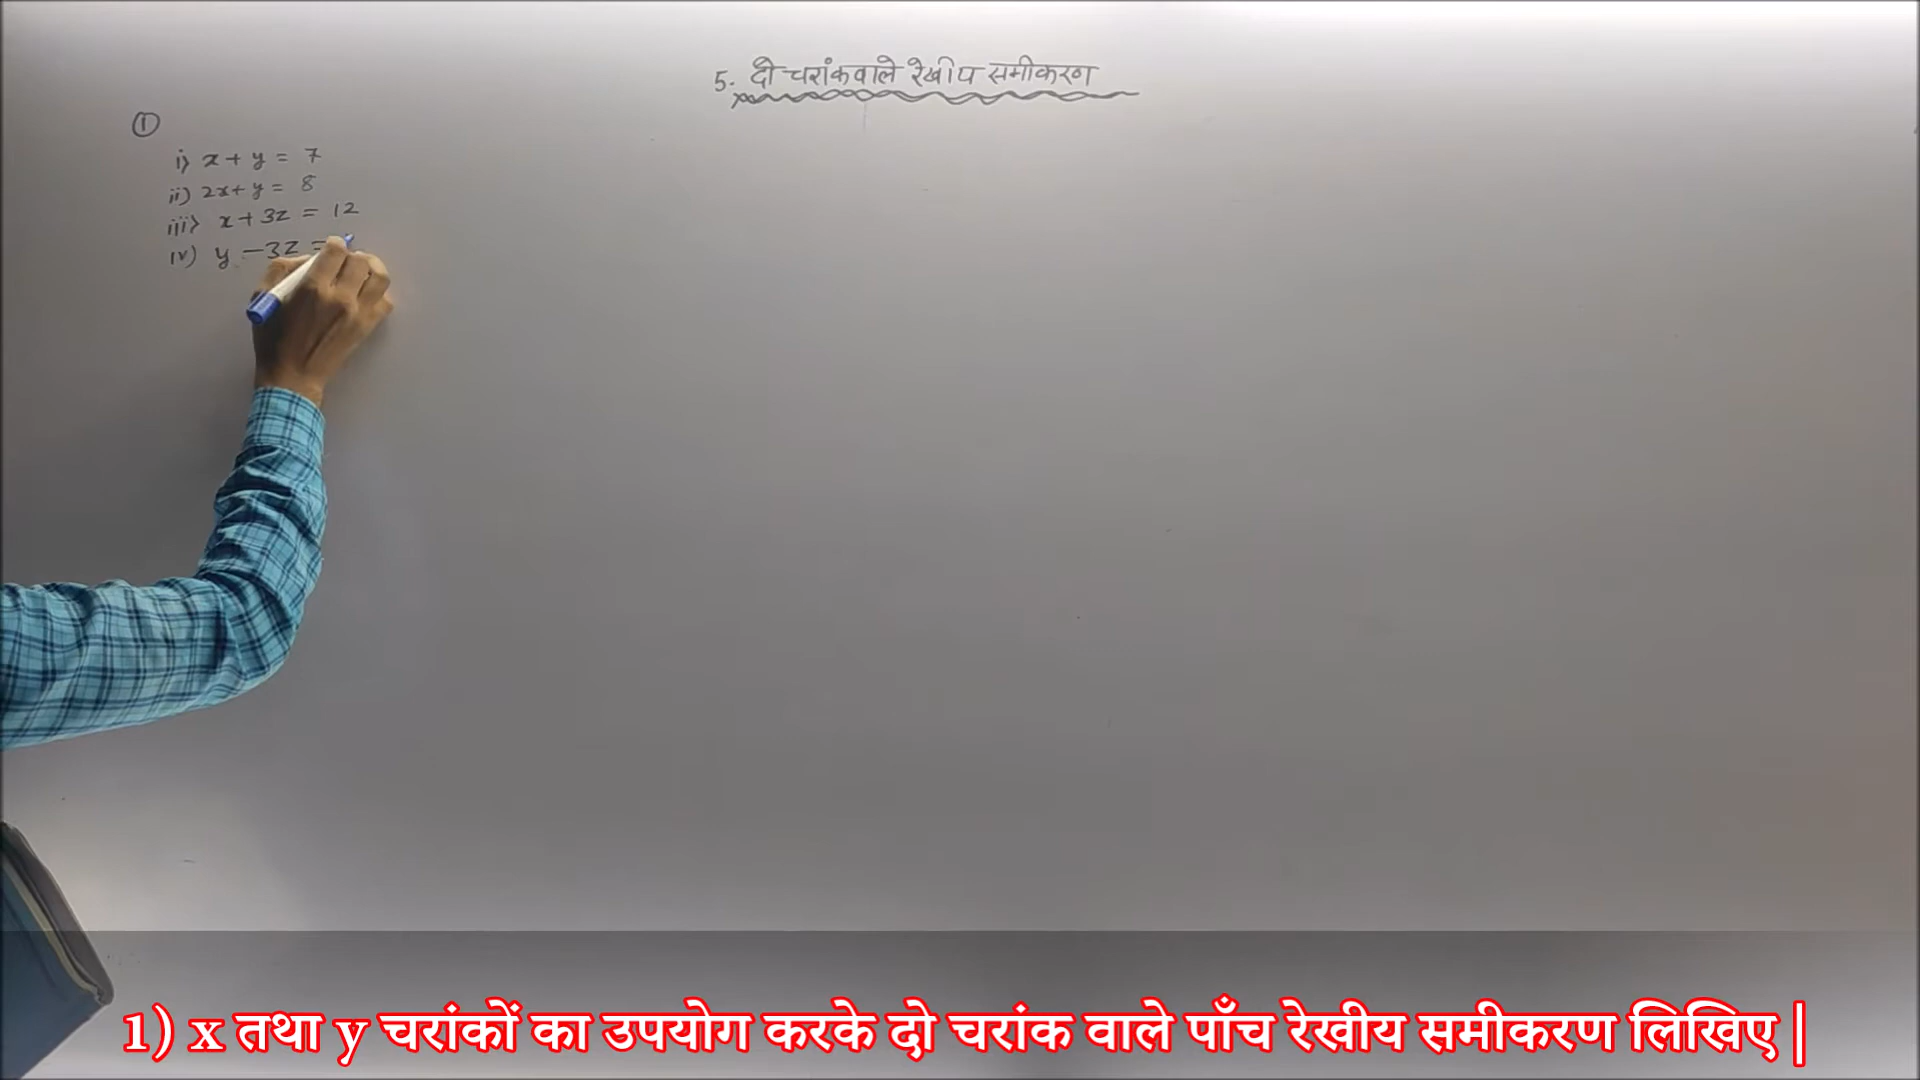 5. दो चरांकवाले रेखीय समीकरण
①
i) x + y = 7
ii) 2x + y = 8
iii) x + 3z = 12
iv) y - 3z =
1) x तथा y चरांकों का उपयोग करके दो चरांक वाले पाँच रेखीय समीकरण लिखिए |